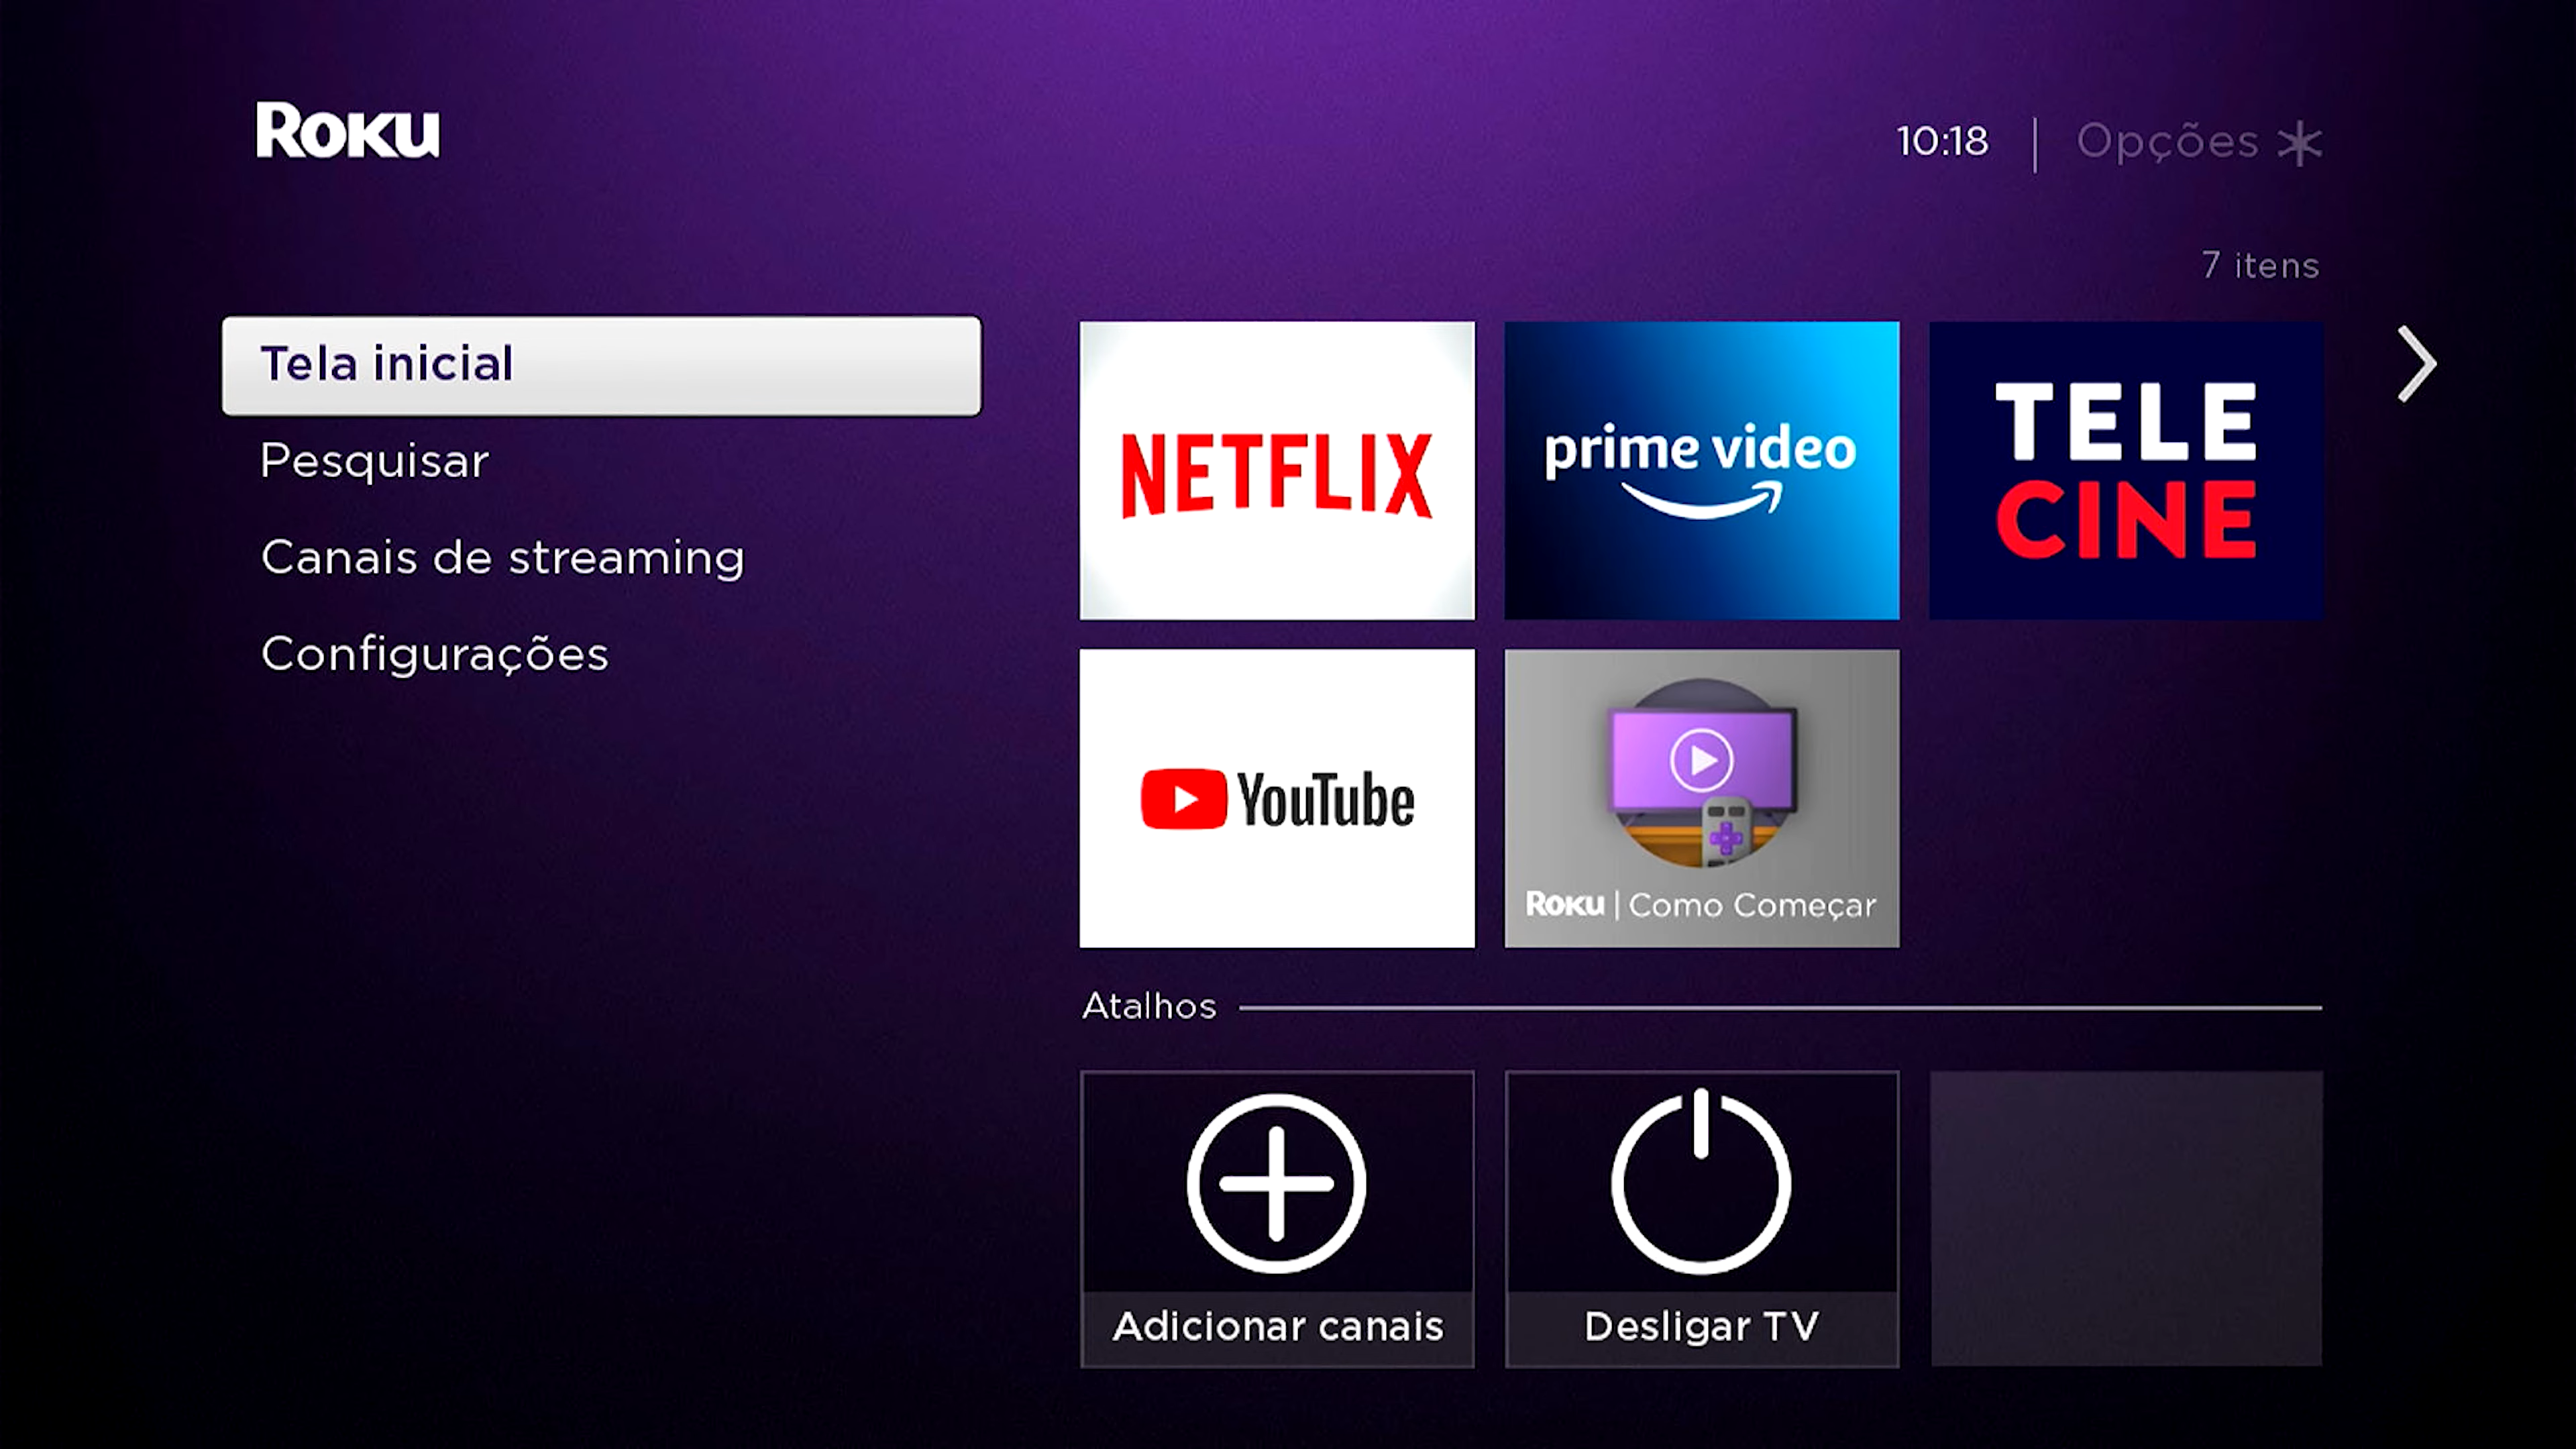 Roku
10:18 | Opções
7 itens
Tela inicial
Pesquisar
Canais de streaming
Configurações
NETFLIX
prime video
TELE
CINE
YouTube
Roku | Como Começar
Atalhos
Adicionar canais
Desligar TV